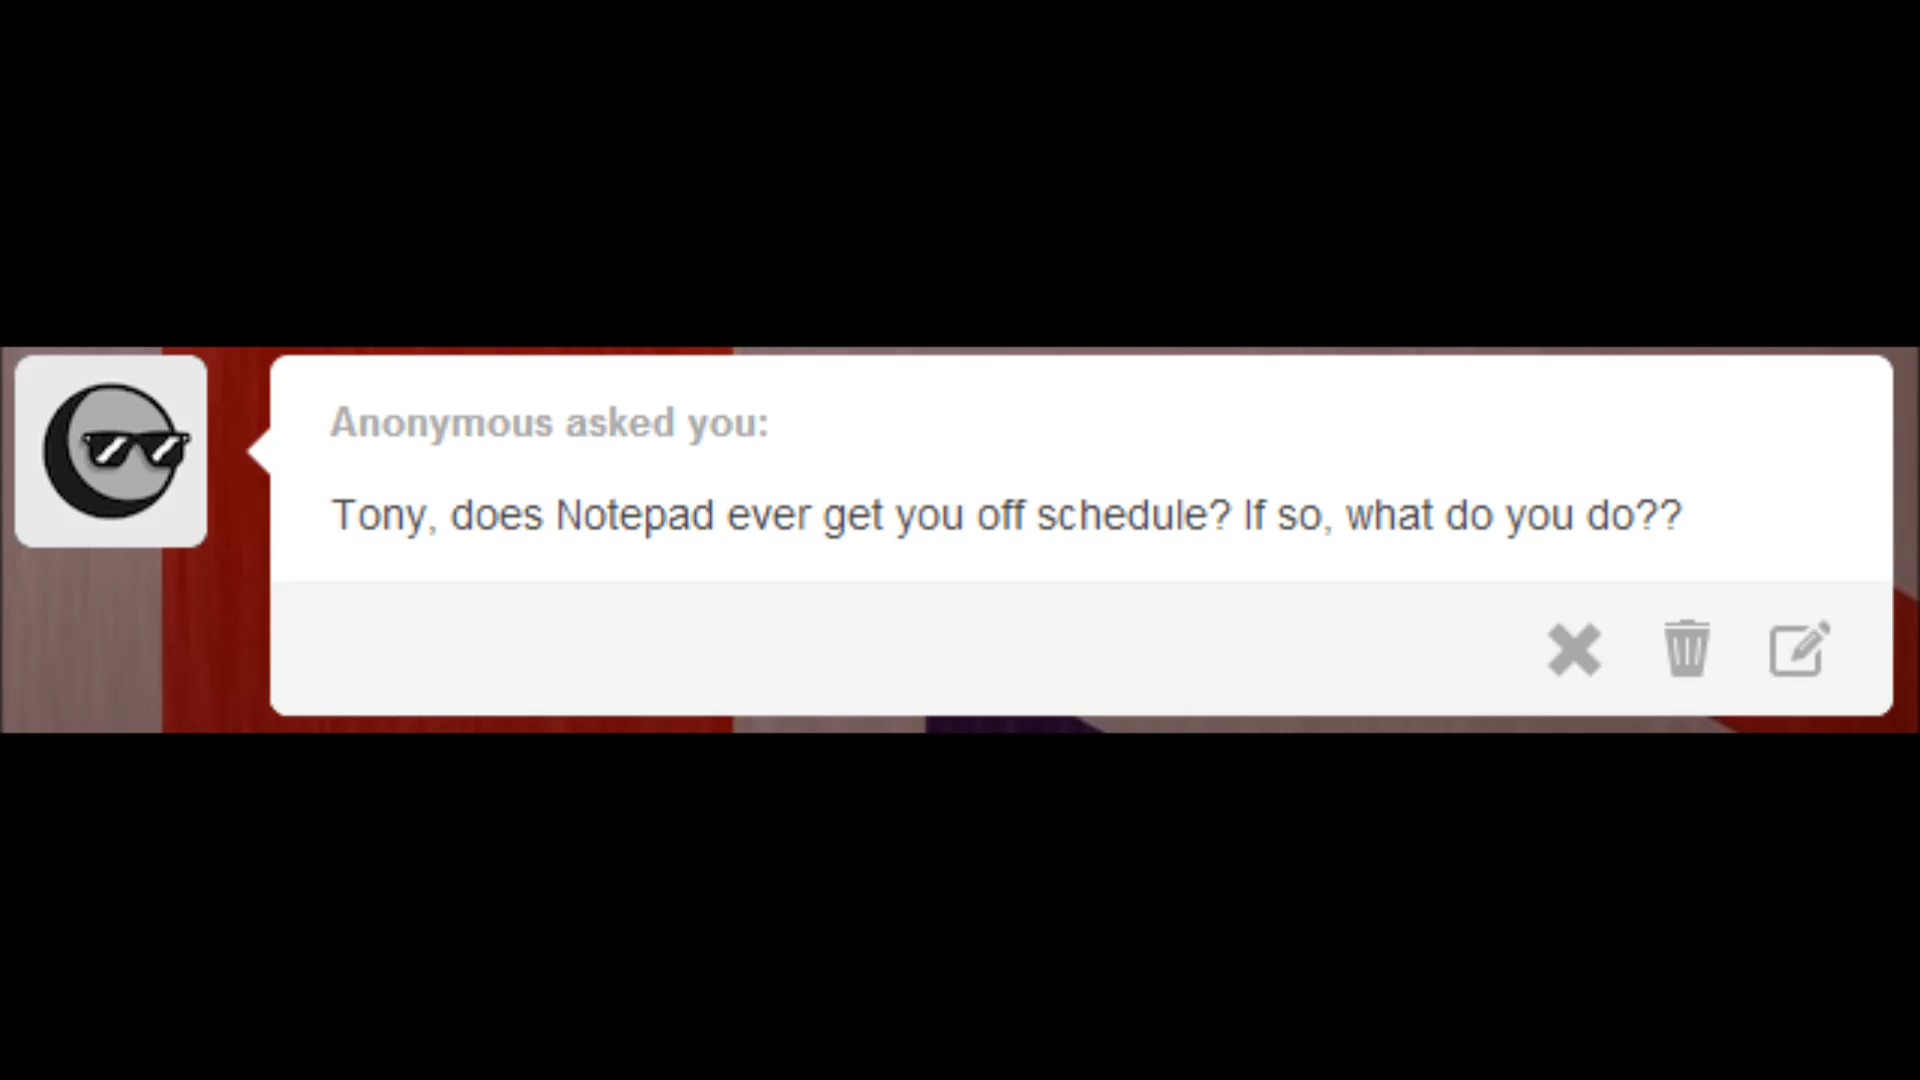 Anonymous asked you:
Tony, does Notepad ever get you off schedule? If so, what do you do??